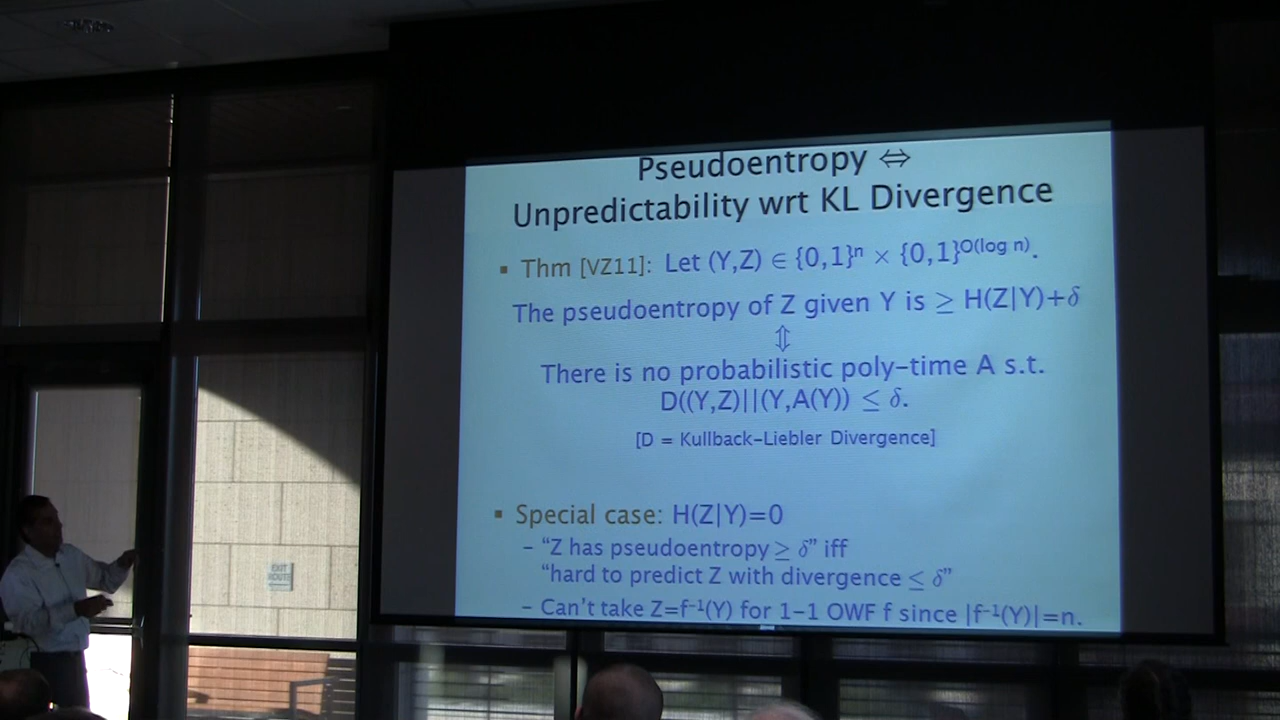 Pseudoentropy ⇔
Unpredictability wrt KL Divergence
▪ Thm [VZ11]: Let (Y,Z) ∈ {0,1}ⁿ × {0,1}^O(log n).
The pseudoentropy of Z given Y is ≥ H(Z|Y)+δ
⇕
There is no probabilistic poly-time A s.t.
D((Y,Z)||(Y,A(Y)) ≤ δ.
[D = Kullback-Liebler Divergence]
▪ Special case: H(Z|Y)=0
– “Z has pseudoentropy ≥ δ” iff
“hard to predict Z with divergence ≤ δ”
– Can't take Z=f⁻¹(Y) for 1-1 OWF f since |f⁻¹(Y)|=n.
EXIT
ROUTE